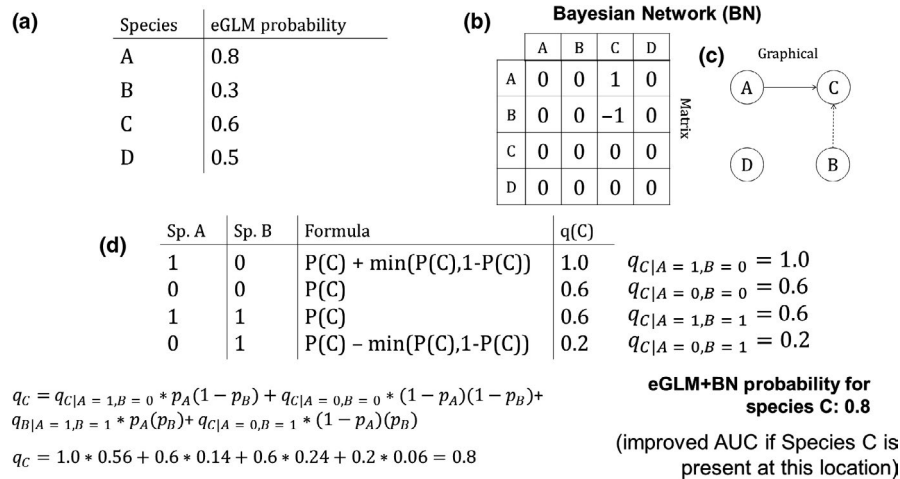 (a)
Species eGLM probability
A 0.8
B 0.3
C 0.6
D 0.5
(b) Bayesian Network (BN)
A B C D
A 0 0 1 0
B 0 0 −1 0
C 0 0 0 0
D 0 0 0 0
Matrix
(c)
Graphical
A C
D B
(d)
Sp. A Sp. B Formula q(C)
1 0 P(C) + min(P(C),1-P(C)) 1.0
0 0 P(C) 0.6
1 1 P(C) 0.6
0 1 P(C) − min(P(C),1-P(C)) 0.2
q_{C|A = 1,B = 0} = 1.0
q_{C|A = 0,B = 0} = 0.6
q_{C|A = 1,B = 1} = 0.6
q_{C|A = 0,B = 1} = 0.2
q_C = q_{C|A = 1,B = 0} * p_A(1 − p_B) + q_{C|A = 0,B = 0} * (1 − p_A)(1 − p_B)+
q_{B|A = 1,B = 1} * p_A(p_B)+ q_{C|A = 0,B = 1} * (1 − p_A)(p_B)
q_C = 1.0 * 0.56 + 0.6 * 0.14 + 0.6 * 0.24 + 0.2 * 0.06 = 0.8
eGLM+BN probability for
species C: 0.8
(improved AUC if Species C is
present at this location)